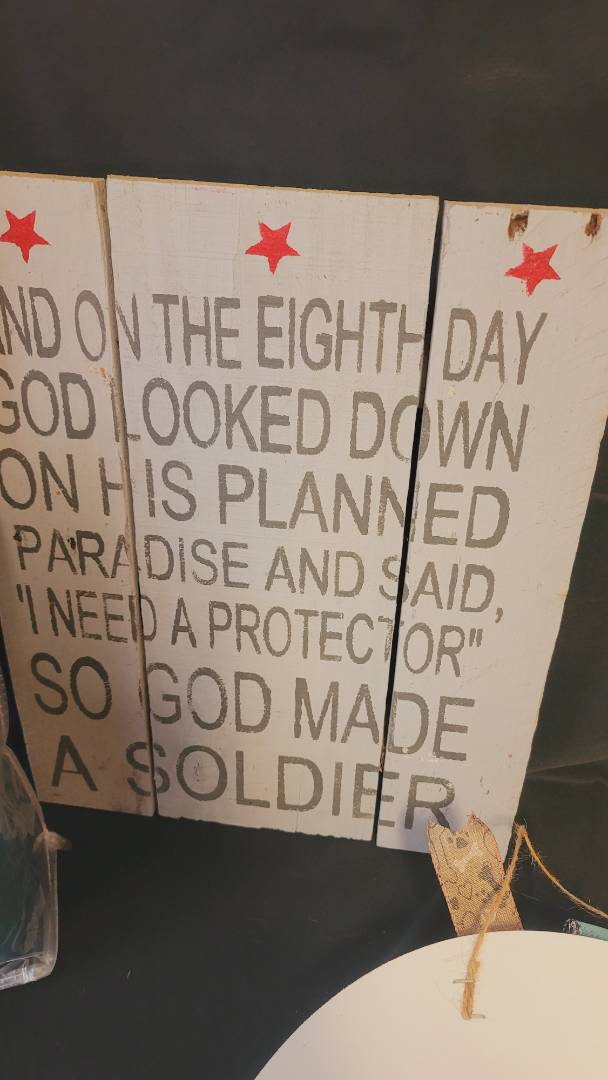 AND ON THE EIGHTH DAY
GOD LOOKED DOWN
ON HIS PLANNED
PARADISE AND SAID,
"I NEED A PROTECTOR"
SO GOD MADE
A SOLDIER